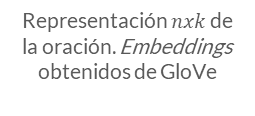 Representación nxk de
la oración. Embeddings
obtenidos de GloVe